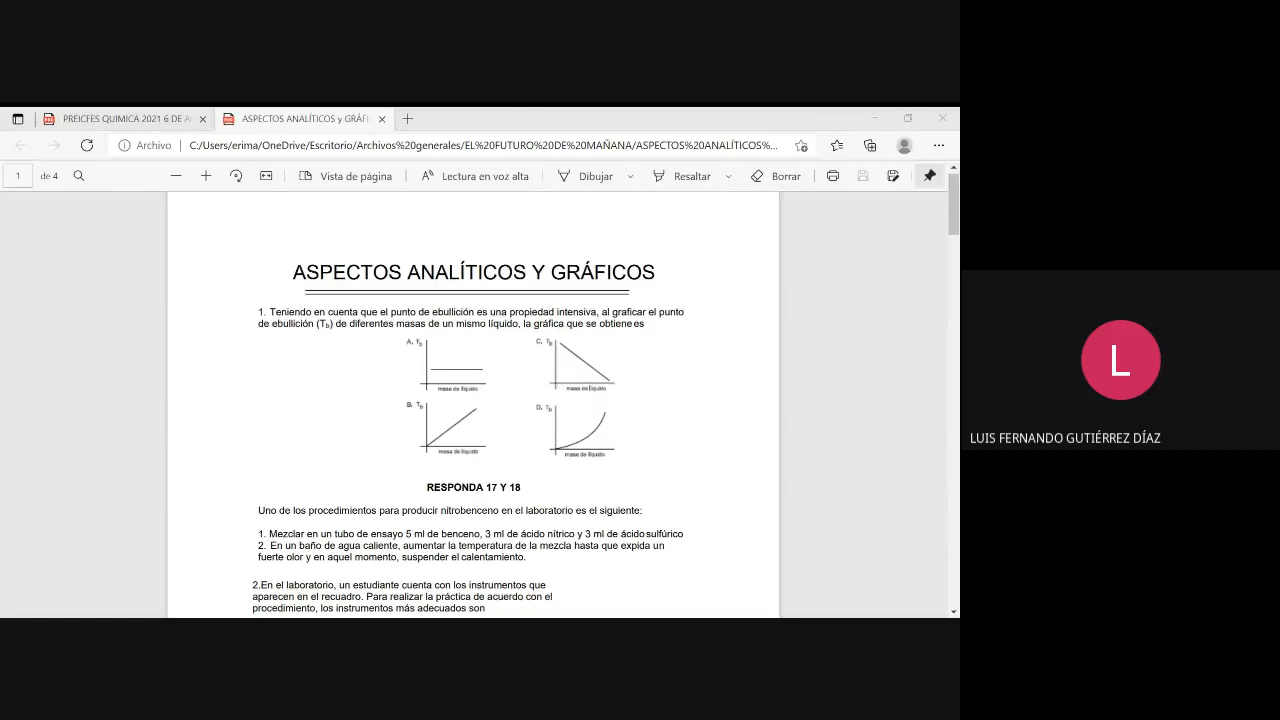 PREICFES QUIMICA 2021 6 DE A
ASPECTOS ANALÍTICOS y GRÁFI
Archivo
C:/Users/erima/OneDrive/Escritorio/Archivos%20generales/EL%20FUTURO%20DE%20MAÑANA/ASPECTOS%20ANALÍTICOS%...
1 de 4
Vista de página
Lectura en voz alta
Dibujar
Resaltar
Borrar
ASPECTOS ANALÍTICOS Y GRÁFICOS
1. Teniendo en cuenta que el punto de ebullición es una propiedad intensiva, al graficar el punto
de ebullición (Tb) de diferentes masas de un mismo líquido, la gráfica que se obtiene es
A. Tb
masa de líquido
C. Tb
masa de líquido
B. Tb
masa de líquido
D. Tb
masa de líquido
RESPONDA 17 Y 18
Uno de los procedimientos para producir nitrobenceno en el laboratorio es el siguiente:
1. Mezclar en un tubo de ensayo 5 ml de benceno, 3 ml de ácido nítrico y 3 ml de ácido sulfúrico
2. En un baño de agua caliente, aumentar la temperatura de la mezcla hasta que expida un
fuerte olor y en aquel momento, suspender el calentamiento.
2.En el laboratorio, un estudiante cuenta con los instrumentos que
aparecen en el recuadro. Para realizar la práctica de acuerdo con el
procedimiento, los instrumentos más adecuados son
L
LUIS FERNANDO GUTIÉRREZ DÍAZ